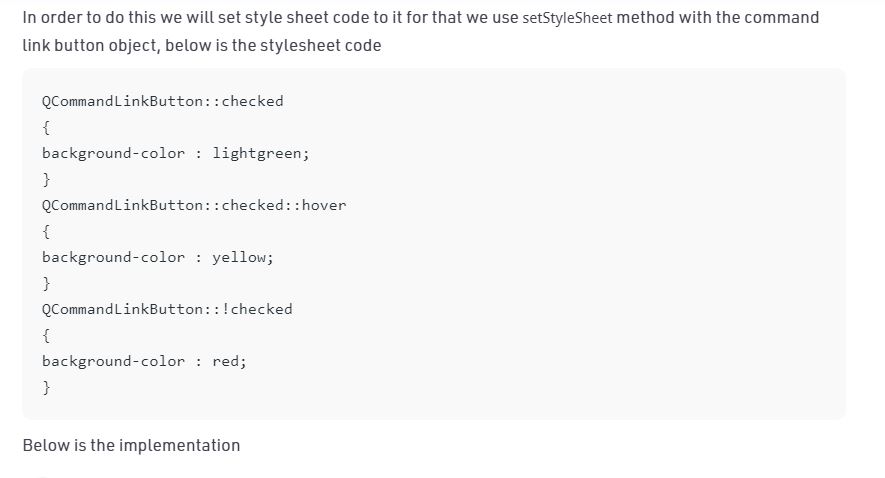 In order to do this we will set style sheet code to it for that we use setStyleSheet method with the command
link button object, below is the stylesheet code
QCommandLinkButton::checked
{
background-color : lightgreen;
}
QCommandLinkButton::checked::hover
{
background-color : yellow;
}
QCommandLinkButton::!checked
{
background-color : red;
}
Below is the implementation